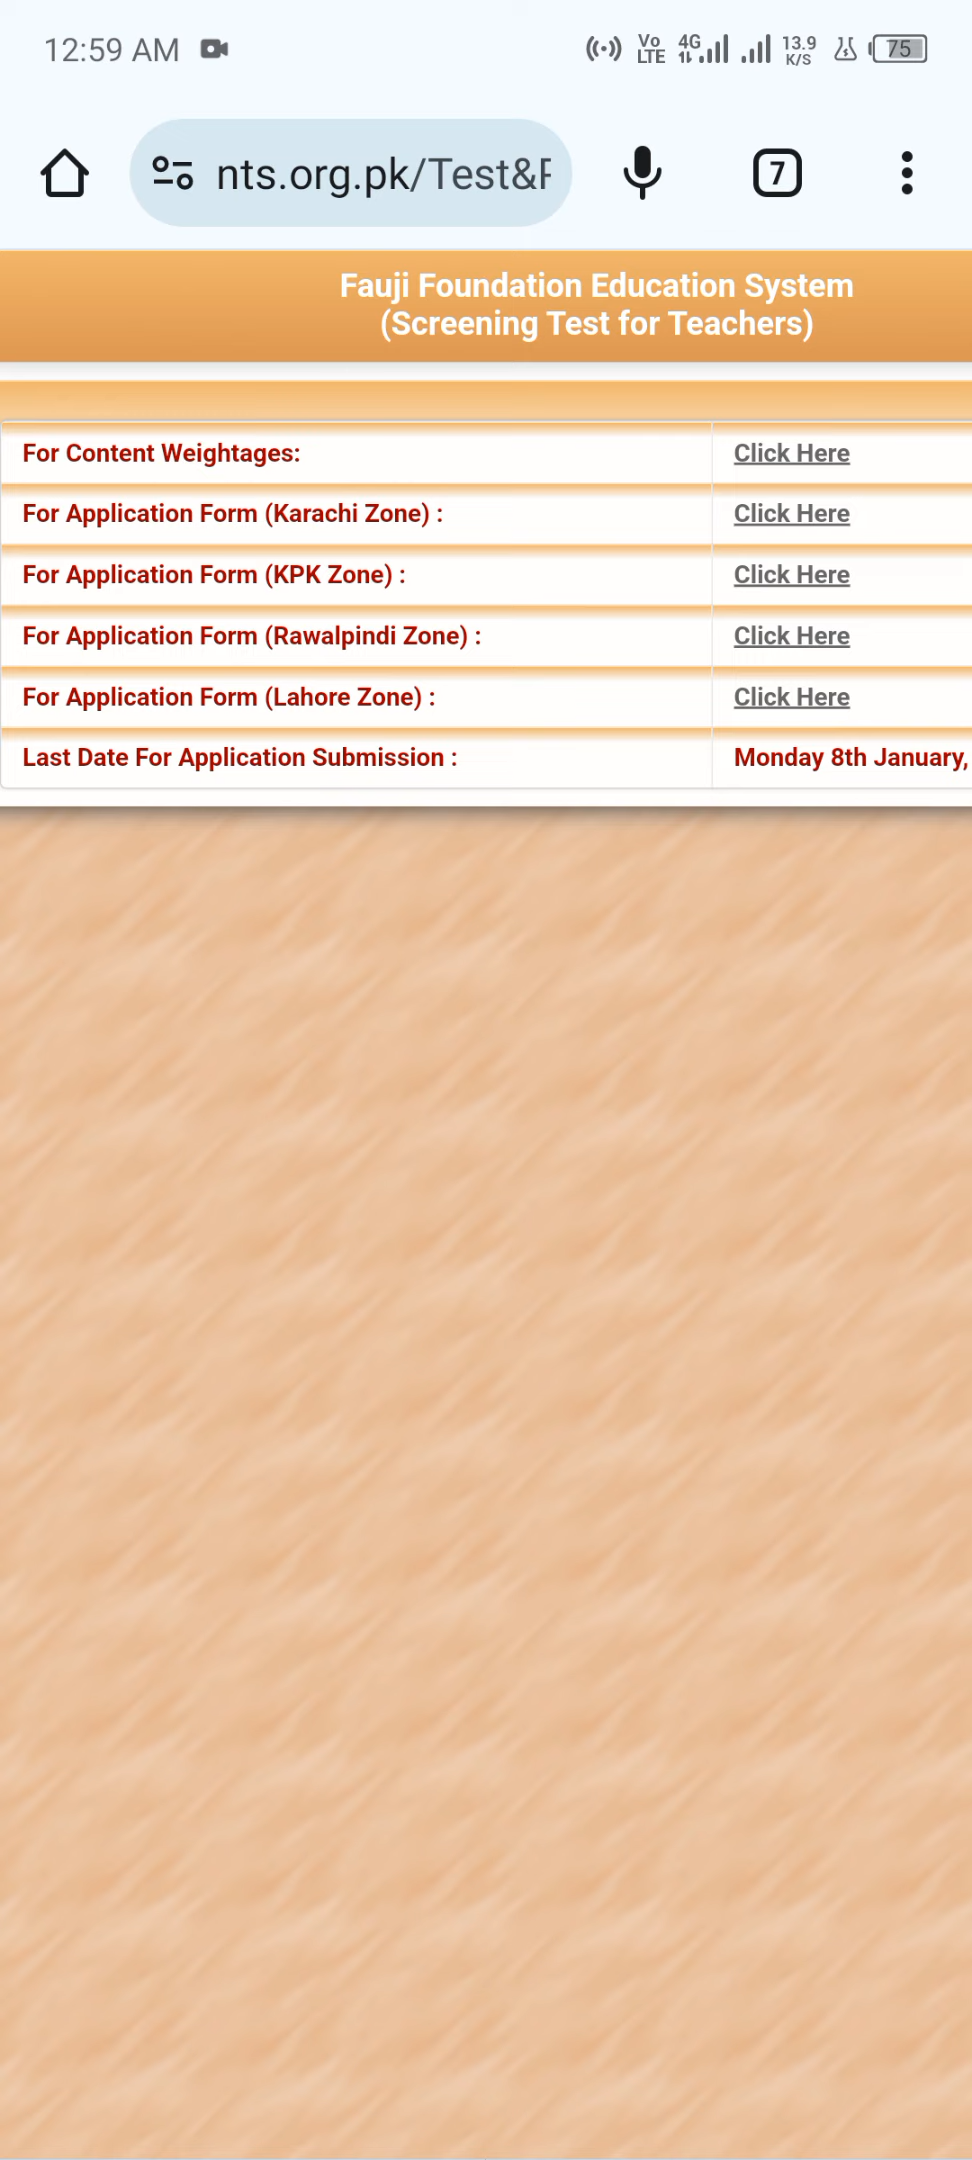 12:59 AM
Vo LTE 4G 13.9 K/S 75
nts.org.pk/Test&
7
Fauji Foundation Education System
(Screening Test for Teachers)
For Content Weightages: Click Here
For Application Form (Karachi Zone) : Click Here
For Application Form (KPK Zone) : Click Here
For Application Form (Rawalpindi Zone) : Click Here
For Application Form (Lahore Zone) : Click Here
Last Date For Application Submission : Monday 8th January,